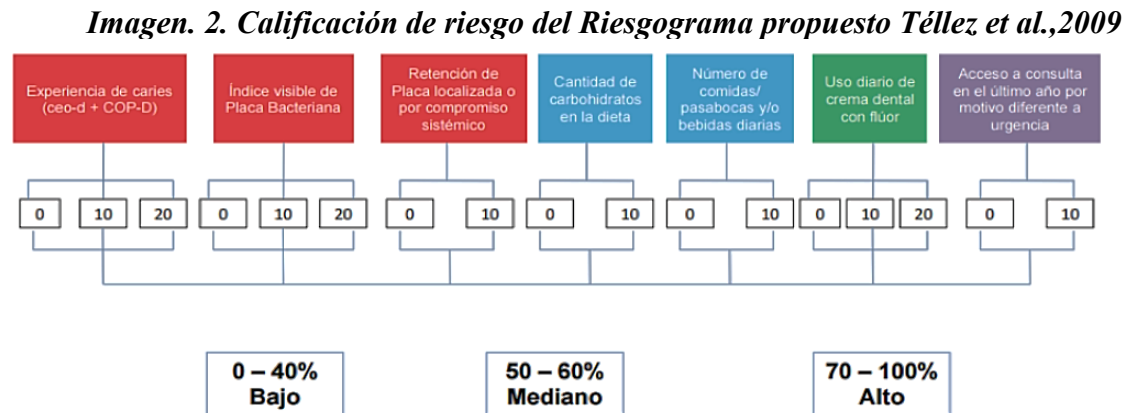 Imagen. 2. Calificación de riesgo del Riesgograma propuesto Téllez et al.,2009
Experiencia de caries
(ceo-d + COP-D)
Índice visible de
Placa Bacteriana
Retención de
Placa localizada o
por compromiso
sistémico
Cantidad de
carbohidratos
en la dieta
Número de
comidas/
pasabocas y/o
bebidas diarias
Uso diario de
crema dental
con flúor
Acceso a consulta
en el último año por
motivo diferente a
urgencia
0 10 20 0 10 20 0 10 0 10 0 10 0 10 20 0 10
0 – 40%
Bajo
50 – 60%
Mediano
70 – 100%
Alto